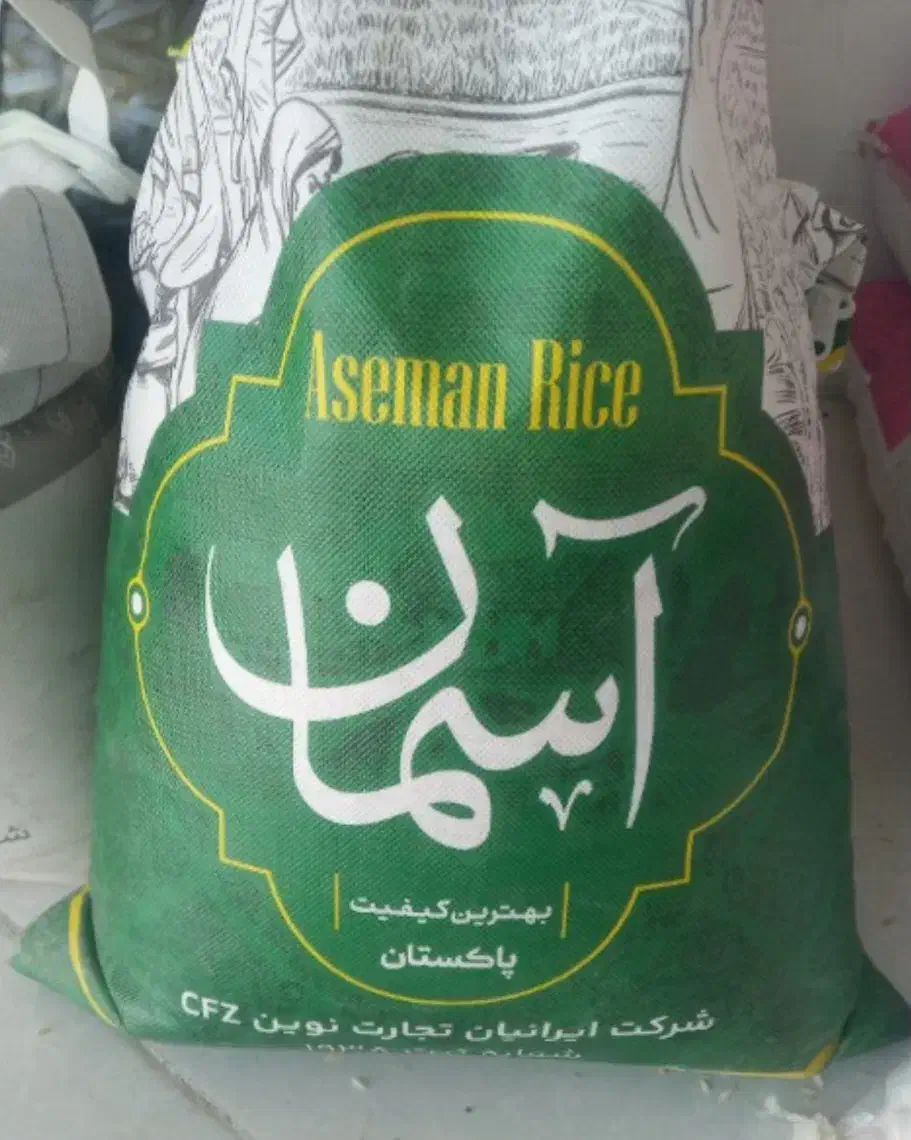 Aseman Rice
آسمان
بهترین کیفیت
پاکستان
شرکت ایرانیان تجارت نوین CFZ